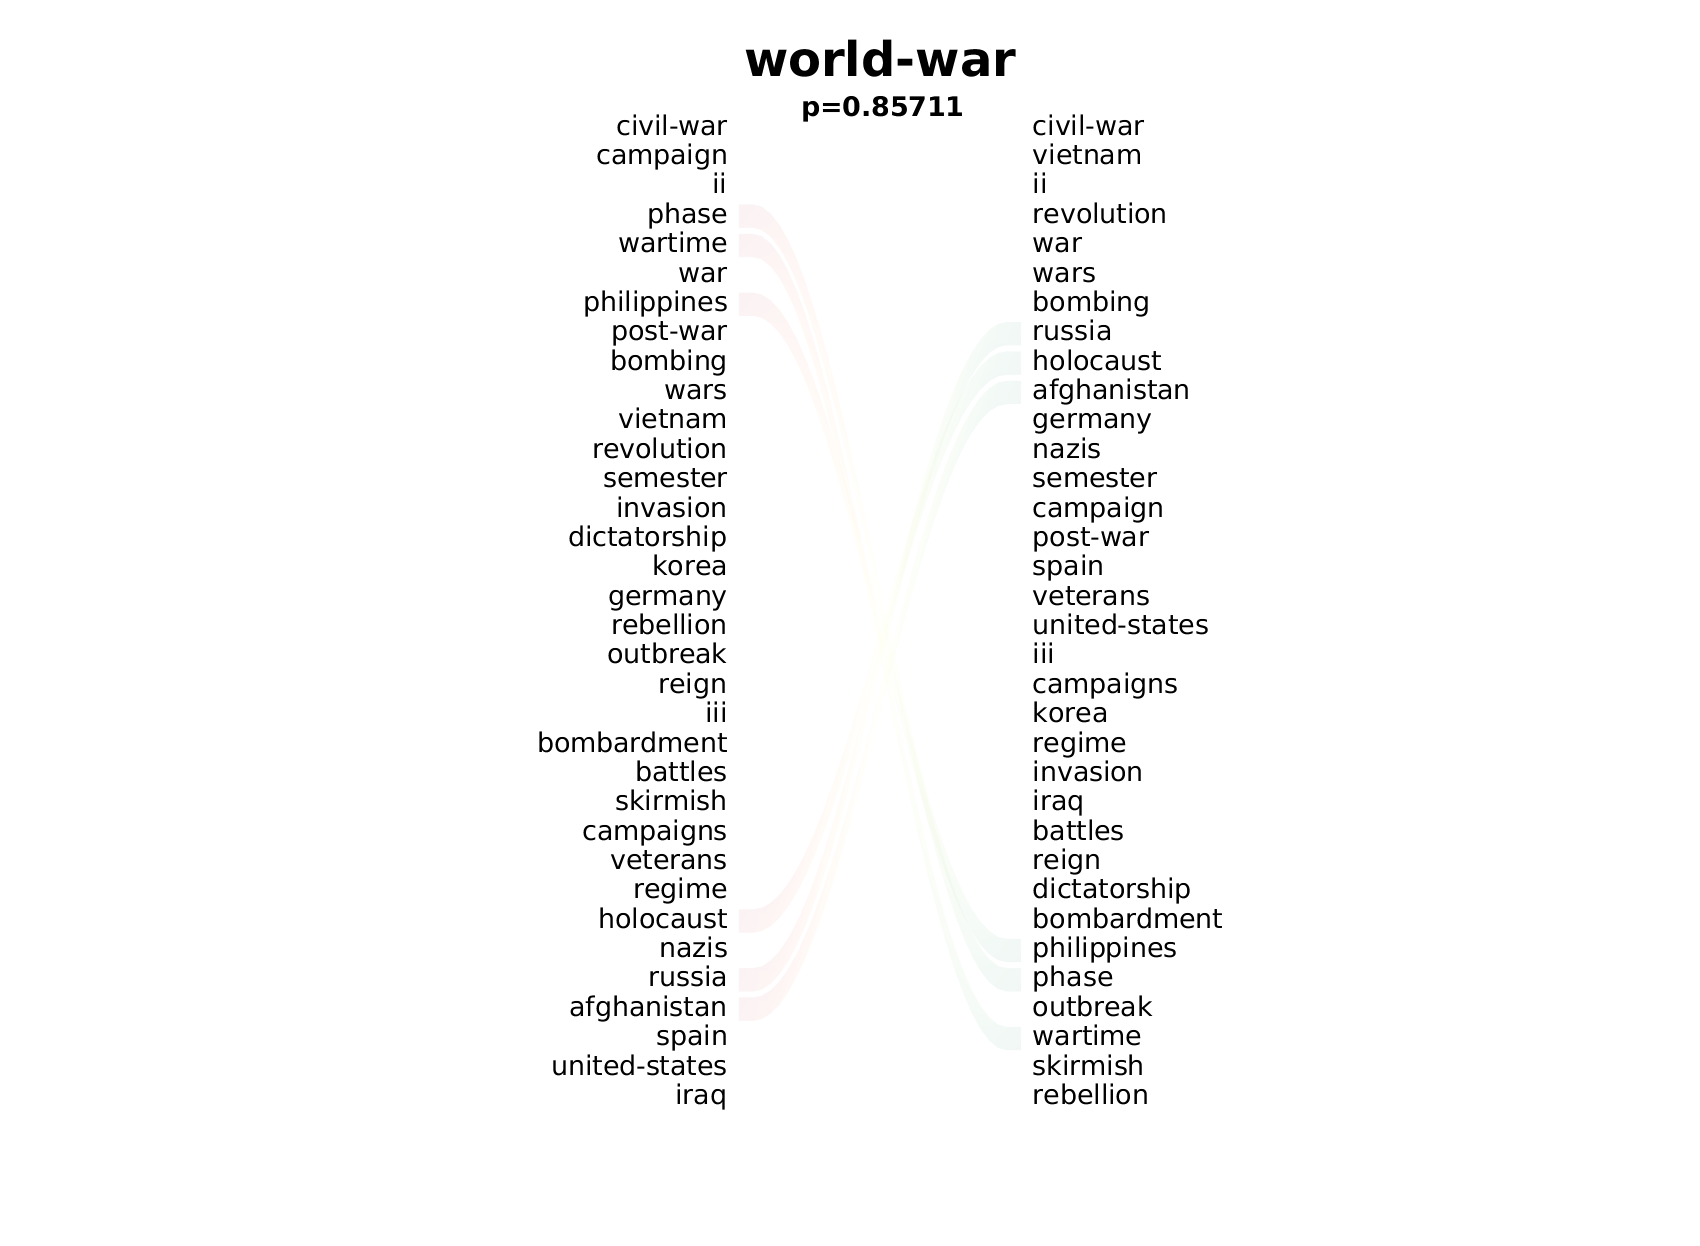 world-war
p=0.85711
civil-war civil-war
campaign vietnam
ii ii
phase revolution
wartime war
war wars
philippines bombing
post-war russia
bombing holocaust
wars afghanistan
vietnam germany
revolution nazis
semester semester
invasion campaign
dictatorship post-war
korea spain
germany veterans
rebellion united-states
outbreak iii
reign campaigns
iii korea
bombardment regime
battles invasion
skirmish iraq
campaigns battles
veterans reign
regime dictatorship
holocaust bombardment
nazis philippines
russia phase
afghanistan outbreak
spain wartime
united-states skirmish
iraq rebellion